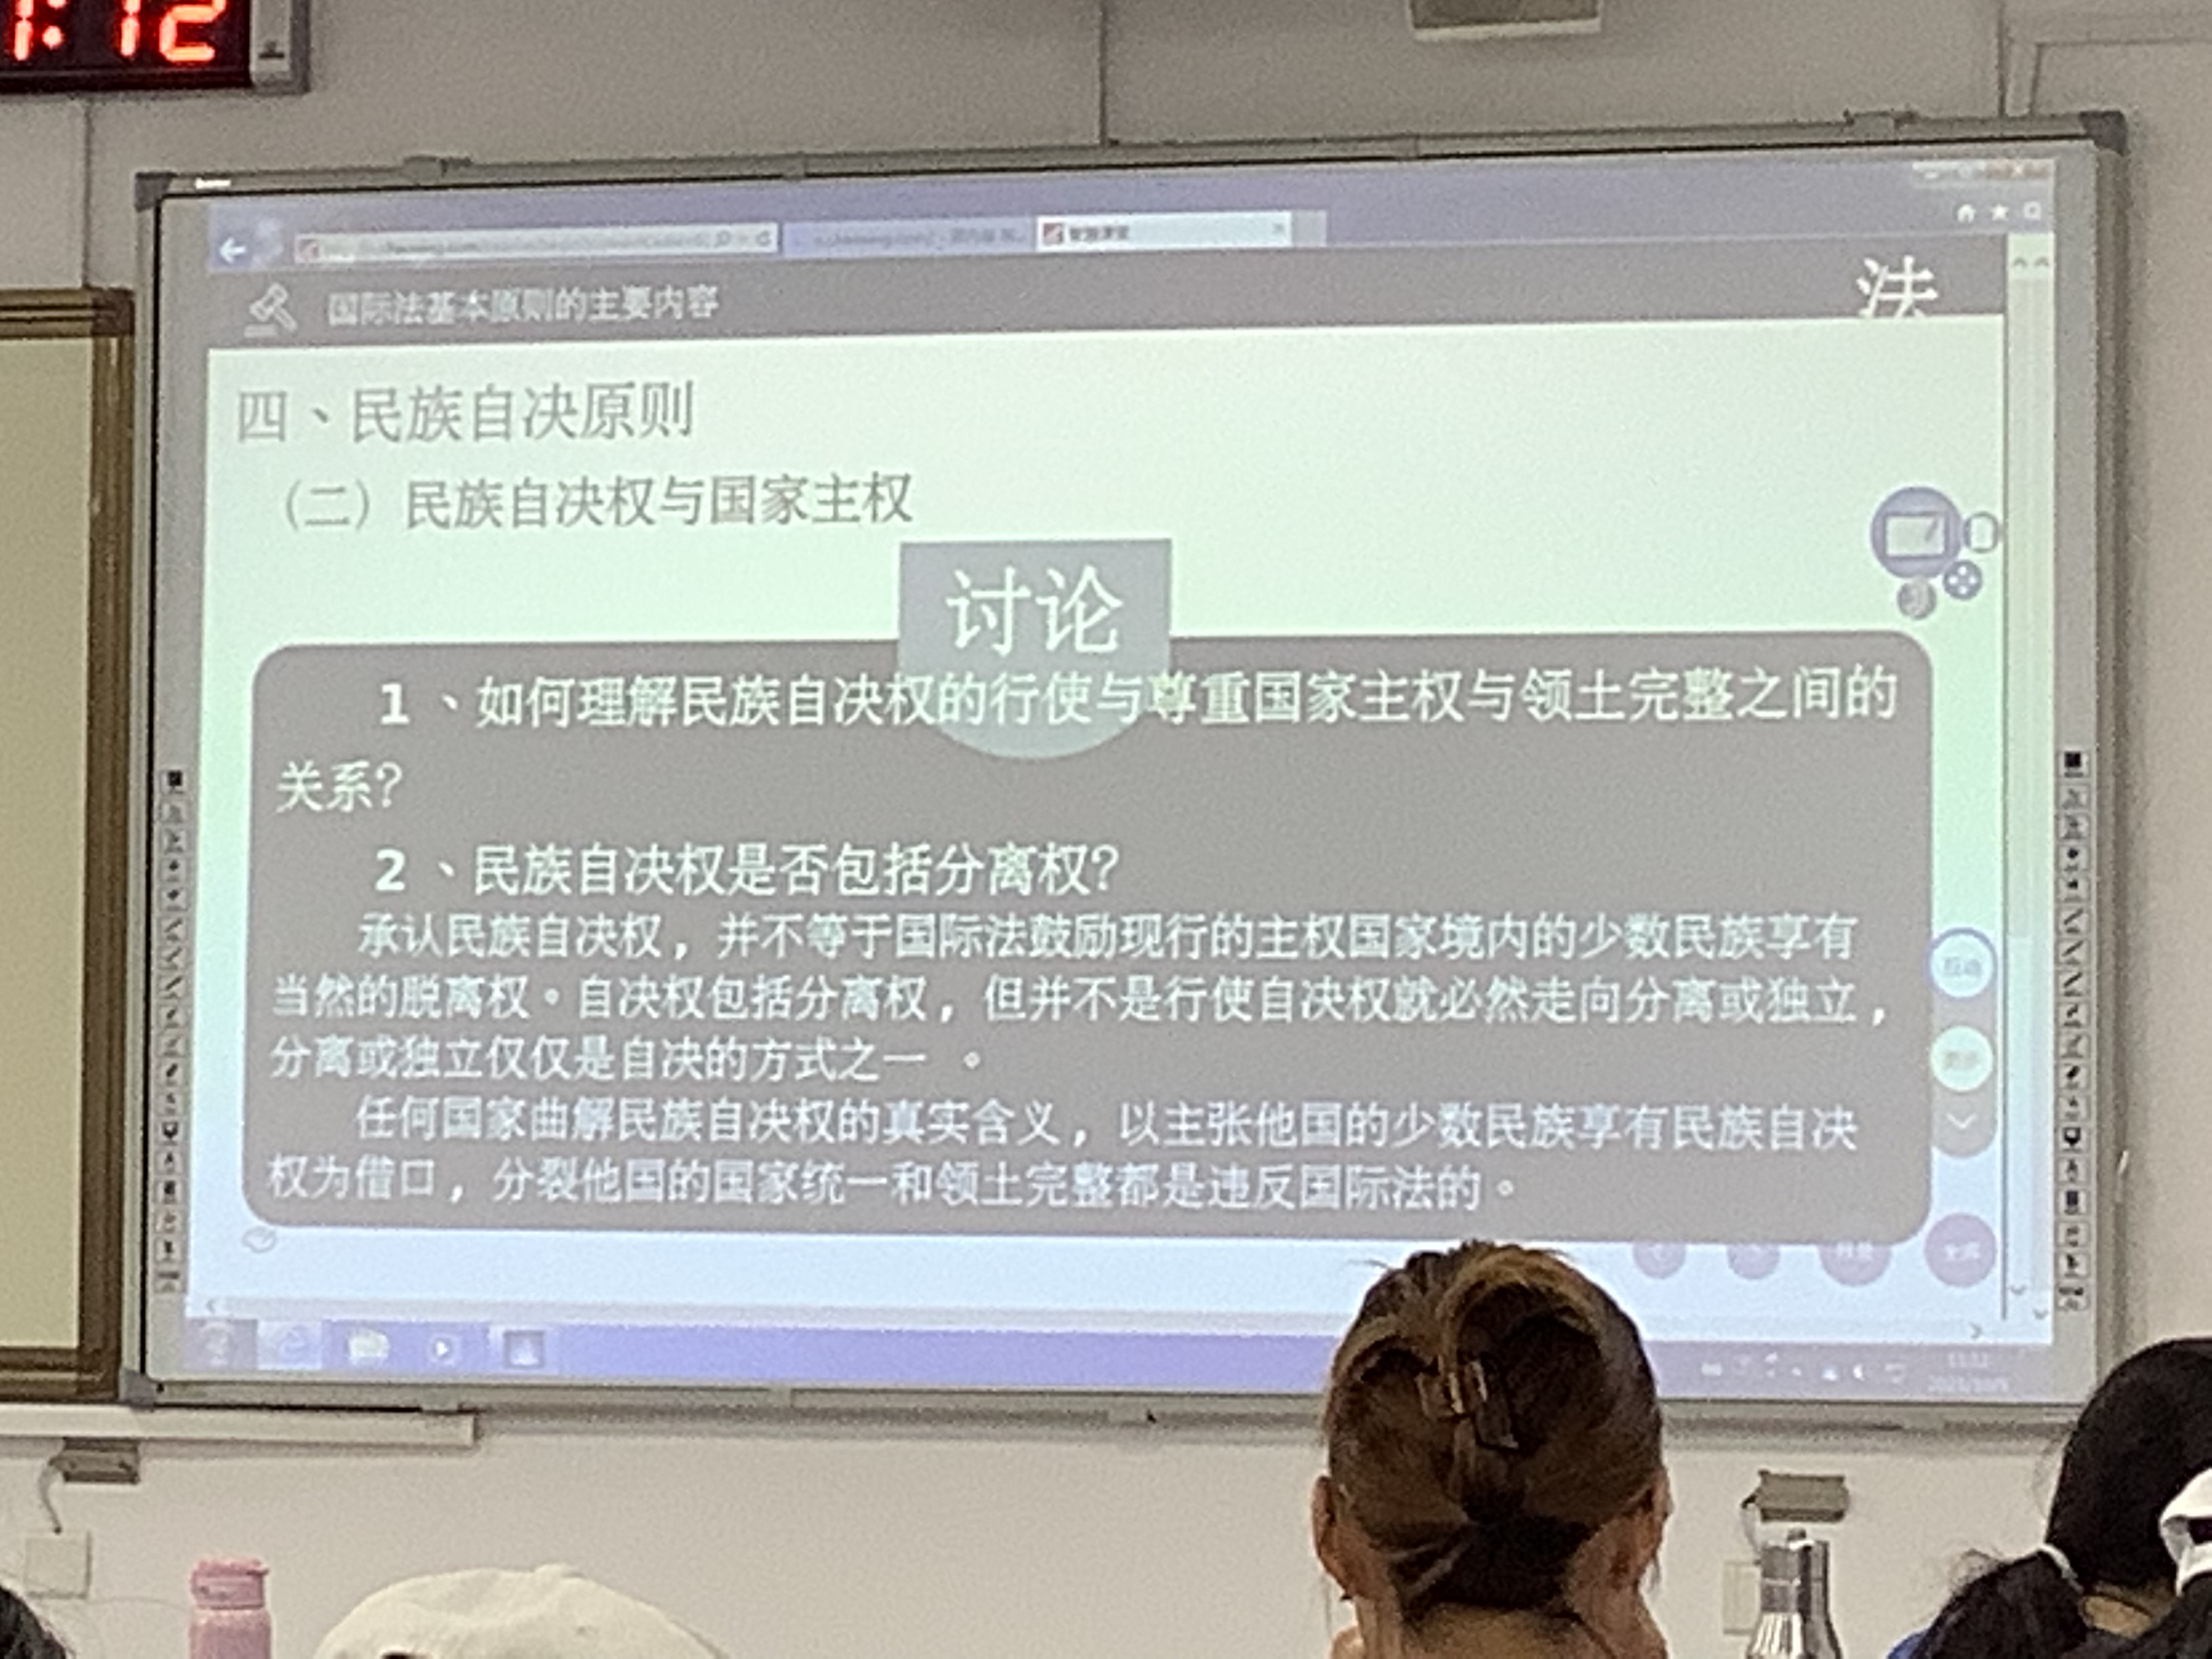 1:12
国际法基本原则的主要内容
法
四、民族自决原则
（二）民族自决权与国家主权
讨论
1、如何理解民族自决权的行使与尊重国家主权与领土完整之间的
关系？
2、民族自决权是否包括分离权？
承认民族自决权，并不等于国际法鼓励现行的主权国家境内的少数民族享有
当然的脱离权。自决权包括分离权，但并不是行使自决权就必然走向分离或独立，
分离或独立仅仅是自决的方式之一 。
任何国家曲解民族自决权的真实含义，以主张他国的少数民族享有民族自决
权为借口，分裂他国的国家统一和领土完整都是违反国际法的。